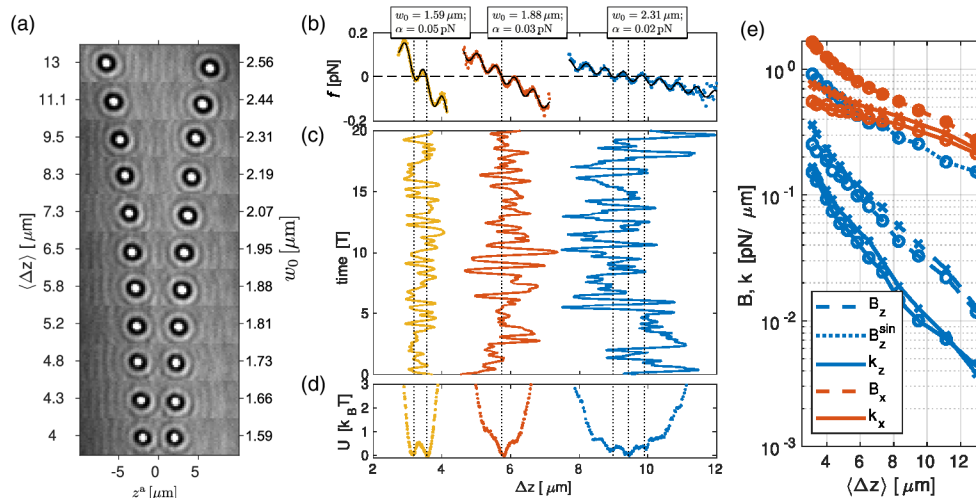 (a)
13
11.1
9.5
8.3
7.3
6.5
5.8
5.2
4.8
4.3
4
⟨Δz⟩ [μm]
2.56
2.44
2.31
2.19
2.07
1.95
1.88
1.81
1.73
1.66
1.59
w₀ [μm]
-5 0 5
zᵃ [μm]
(b)
w₀ = 1.59 μm;
α = 0.05 pN
w₀ = 1.88 μm;
α = 0.03 pN
w₀ = 2.31 μm;
α = 0.02 pN
0.2
0
-0.2
f [pN]
(c)
20
15
10
5
0
time [T]
(d)
3
2
1
0
U [k_BT]
2 4 6 8 10 12
Δz [μm]
(e)
10⁰
10⁻¹
10⁻²
10⁻³
B, k [pN/ μm]
B_z
B_z^sin
k_z
B_x
k_x
4 6 8 10 12
⟨Δz⟩ [μm]